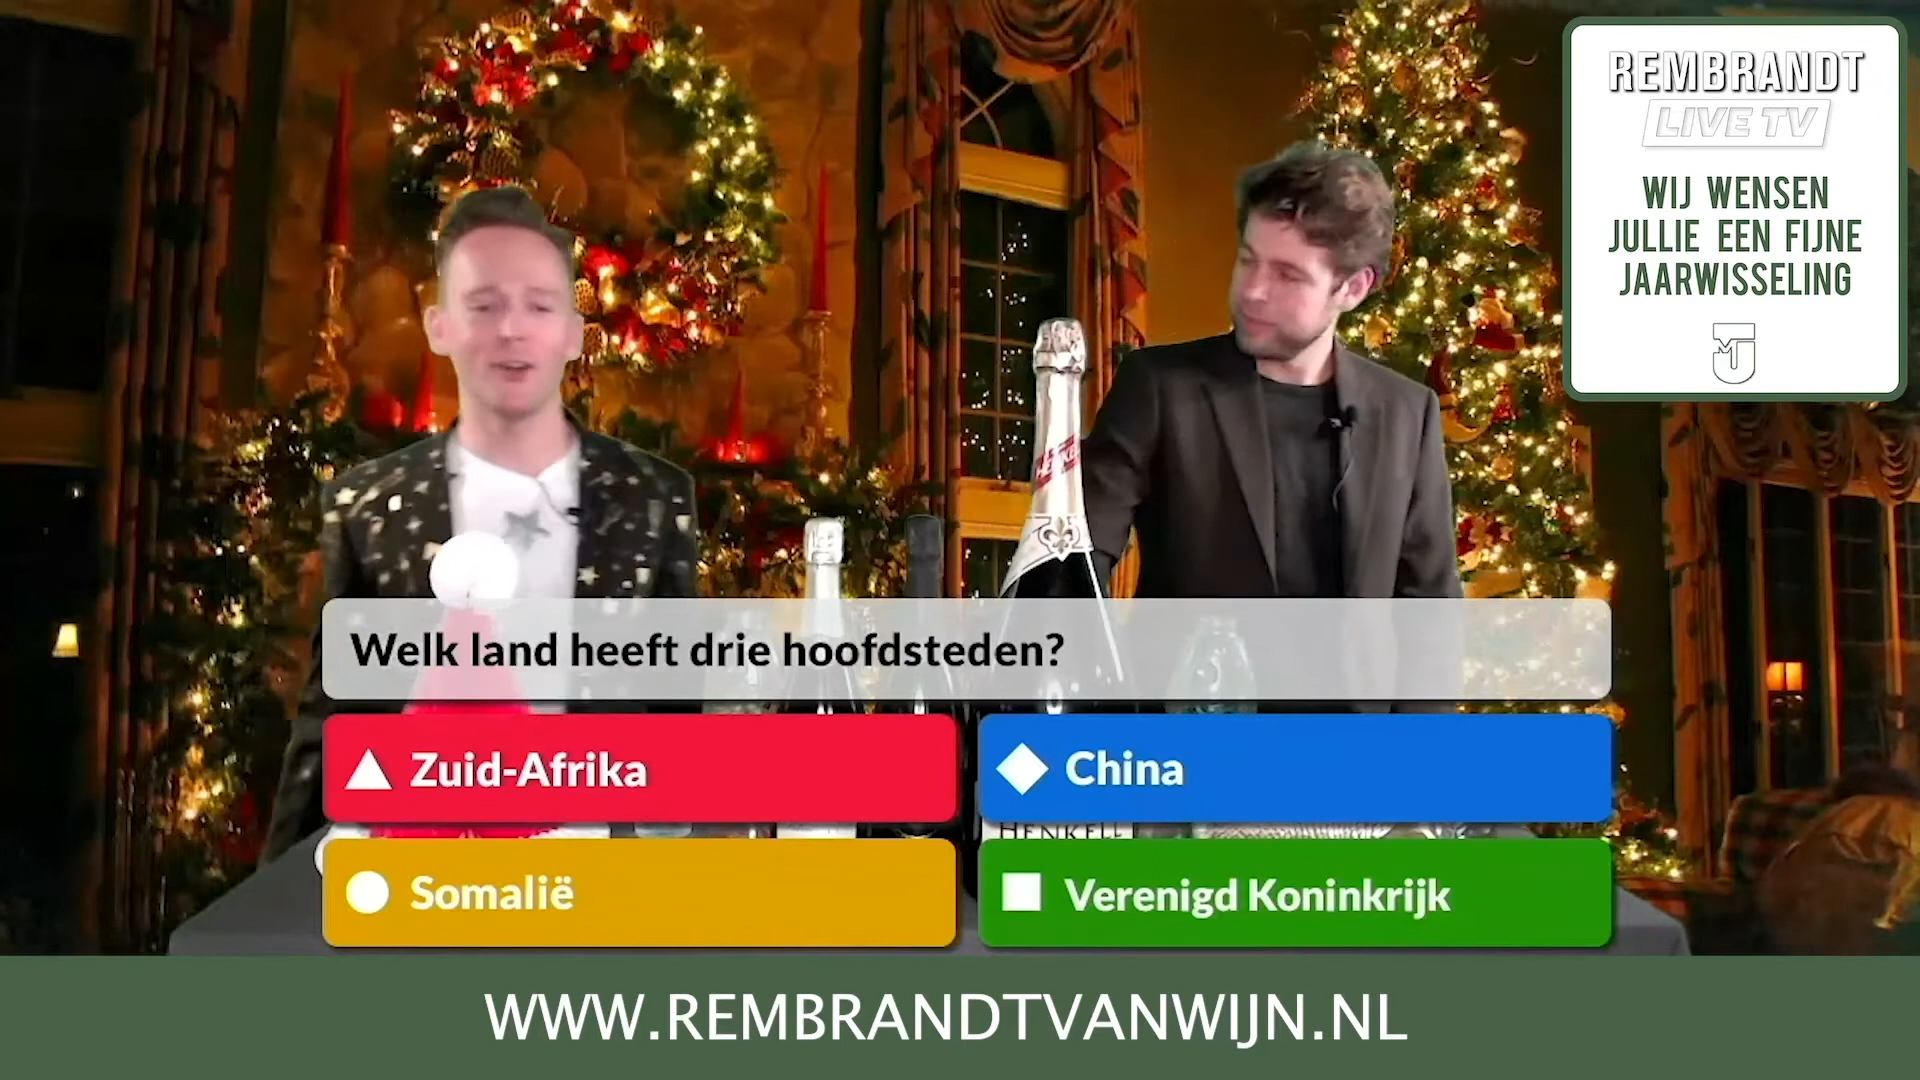 REMBRANDT
LIVE TV
WIJ WENSEN
JULLIE EEN FIJNE
JAARWISSELING
Welk land heeft drie hoofdsteden?
Zuid-Afrika
China
HENKELL
Somalië
Verenigd Koninkrijk
WWW.REMBRANDTVANWIJN.NL